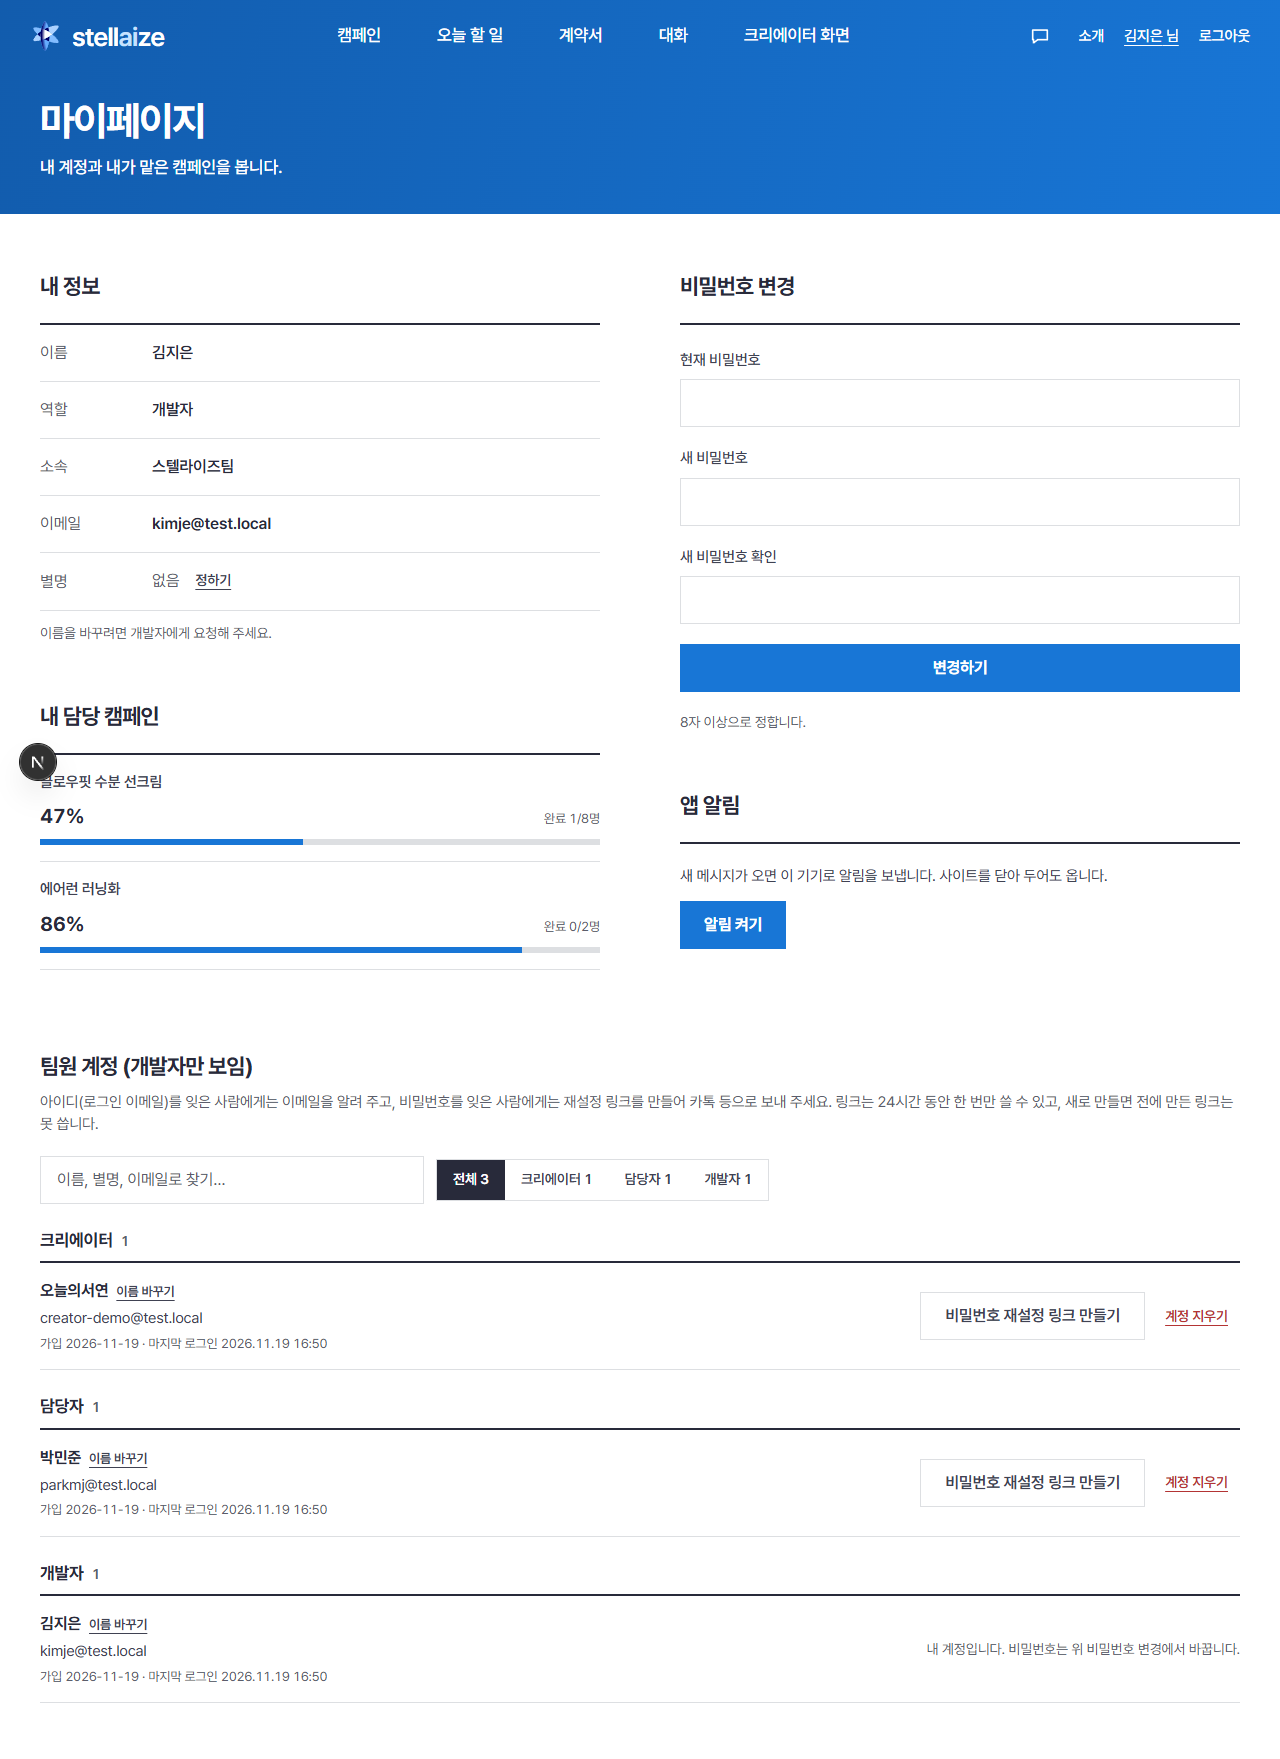 stellaize
캠페인
오늘 할 일
계약서
대화
크리에이터 화면
소개
김지은 님
로그아웃
마이페이지
내 계정과 내가 맡은 캠페인을 봅니다.
내 정보
이름 김지은
역할 개발자
소속 스텔라이즈팀
이메일 kimje@test.local
별명 없음 정하기
이름을 바꾸려면 개발자에게 요청해 주세요.
내 담당 캠페인
N
글로우핏 수분 선크림
47% 완료 1/8명
에어런 러닝화
86% 완료 0/2명
비밀번호 변경
현재 비밀번호
새 비밀번호
새 비밀번호 확인
변경하기
8자 이상으로 정합니다.
앱 알림
새 메시지가 오면 이 기기로 알림을 보냅니다. 사이트를 닫아 두어도 옵니다.
알림 켜기
팀원 계정 (개발자만 보임)
아이디(로그인 이메일)를 잊은 사람에게는 이메일을 알려 주고, 비밀번호를 잊은 사람에게는 재설정 링크를 만들어 카톡 등으로 보내 주세요. 링크는 24시간 동안 한 번만 쓸 수 있고, 새로 만들면 전에 만든 링크는
못 씁니다.
이름, 별명, 이메일로 찾기...
전체 3
크리에이터 1
담당자 1
개발자 1
크리에이터 1
오늘의서연 이름 바꾸기
creator-demo@test.local
가입 2026-11-19 · 마지막 로그인 2026.11.19 16:50
비밀번호 재설정 링크 만들기
계정 지우기
담당자 1
박민준 이름 바꾸기
parkmj@test.local
가입 2026-11-19 · 마지막 로그인 2026.11.19 16:50
비밀번호 재설정 링크 만들기
계정 지우기
개발자 1
김지은 이름 바꾸기
kimje@test.local
가입 2026-11-19 · 마지막 로그인 2026.11.19 16:50
내 계정입니다. 비밀번호는 위 비밀번호 변경에서 바꿉니다.